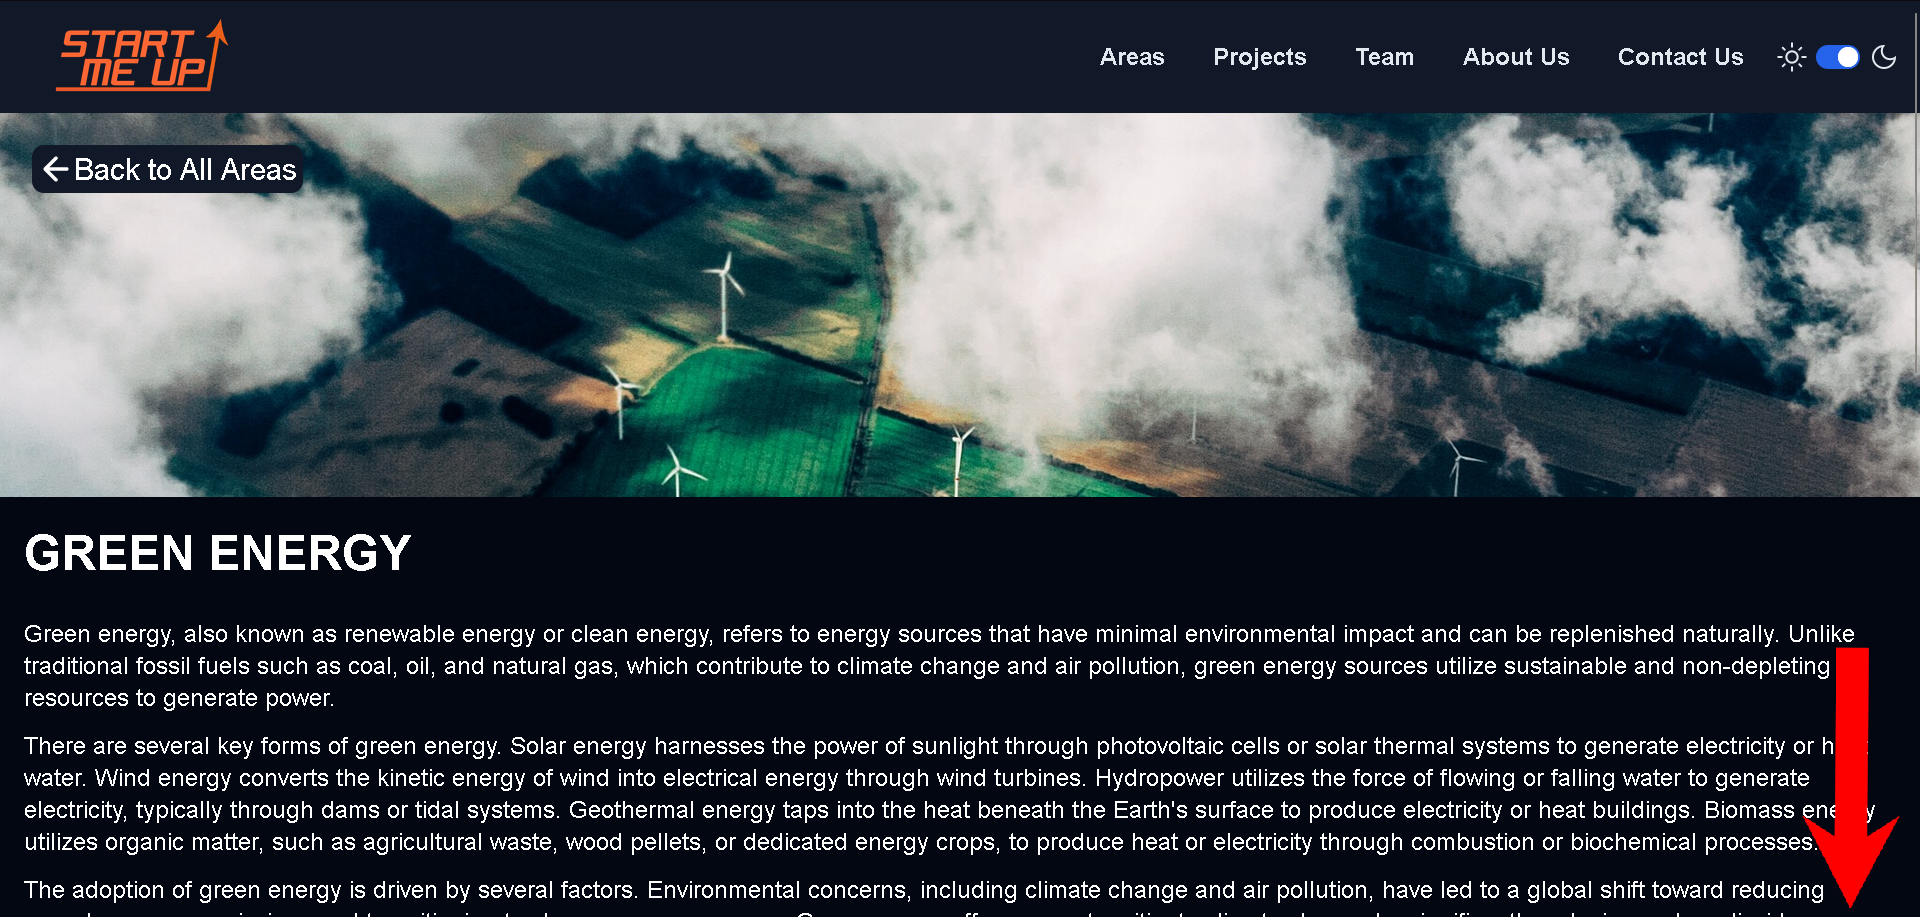 START
ME UP
Areas
Projects
Team
About Us
Contact Us
Back to All Areas
GREEN ENERGY
Green energy, also known as renewable energy or clean energy, refers to energy sources that have minimal environmental impact and can be replenished naturally. Unlike
traditional fossil fuels such as coal, oil, and natural gas, which contribute to climate change and air pollution, green energy sources utilize sustainable and non-depleting
resources to generate power.
There are several key forms of green energy. Solar energy harnesses the power of sunlight through photovoltaic cells or solar thermal systems to generate electricity or
water. Wind energy converts the kinetic energy of wind into electrical energy through wind turbines. Hydropower utilizes the force of flowing or falling water to generate
electricity, typically through dams or tidal systems. Geothermal energy taps into the heat beneath the Earth's surface to produce electricity or heat buildings. Biomass energy
utilizes organic matter, such as agricultural waste, wood pellets, or dedicated energy crops, to produce heat or electricity through combustion or biochemical processes.
The adoption of green energy is driven by several factors. Environmental concerns, including climate change and air pollution, have led to a global shift toward reducing